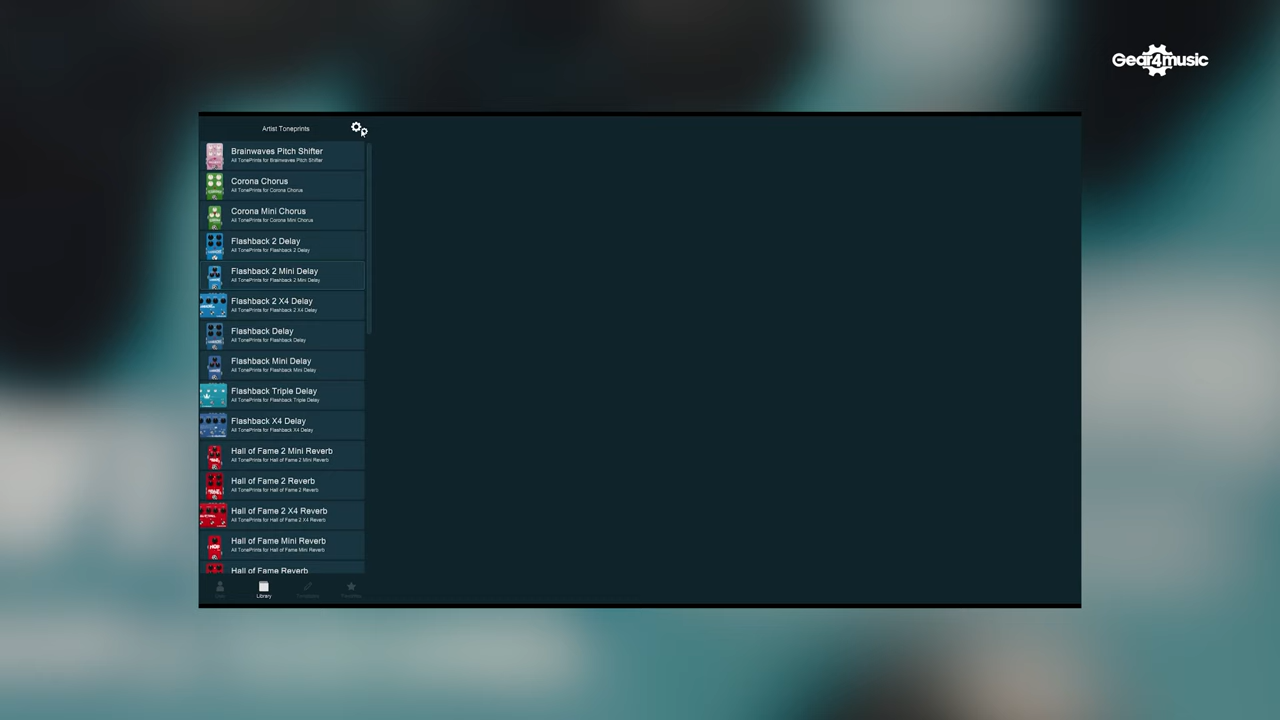 Gear4music
Artist Toneprints
Brainwaves Pitch Shifter
All TonePrints for Brainwaves Pitch Shifter
Corona Chorus
All TonePrints for Corona Chorus
Corona Mini Chorus
All TonePrints for Corona Mini Chorus
Flashback 2 Delay
All TonePrints for Flashback 2 Delay
Flashback 2 Mini Delay
All TonePrints for Flashback 2 Mini Delay
Flashback 2 X4 Delay
All TonePrints for Flashback 2 X4 Delay
Flashback Delay
All TonePrints for Flashback Delay
Flashback Mini Delay
All TonePrints for Flashback Mini Delay
Flashback Triple Delay
All TonePrints for Flashback Triple Delay
Flashback X4 Delay
All TonePrints for Flashback X4 Delay
Hall of Fame 2 Mini Reverb
All TonePrints for Hall of Fame 2 Mini Reverb
Hall of Fame 2 Reverb
All TonePrints for Hall of Fame 2 Reverb
Hall of Fame 2 X4 Reverb
All TonePrints for Hall of Fame 2 X4 Reverb
Hall of Fame Mini Reverb
All TonePrints for Hall of Fame Mini Reverb
Hall of Fame Reverb
Library